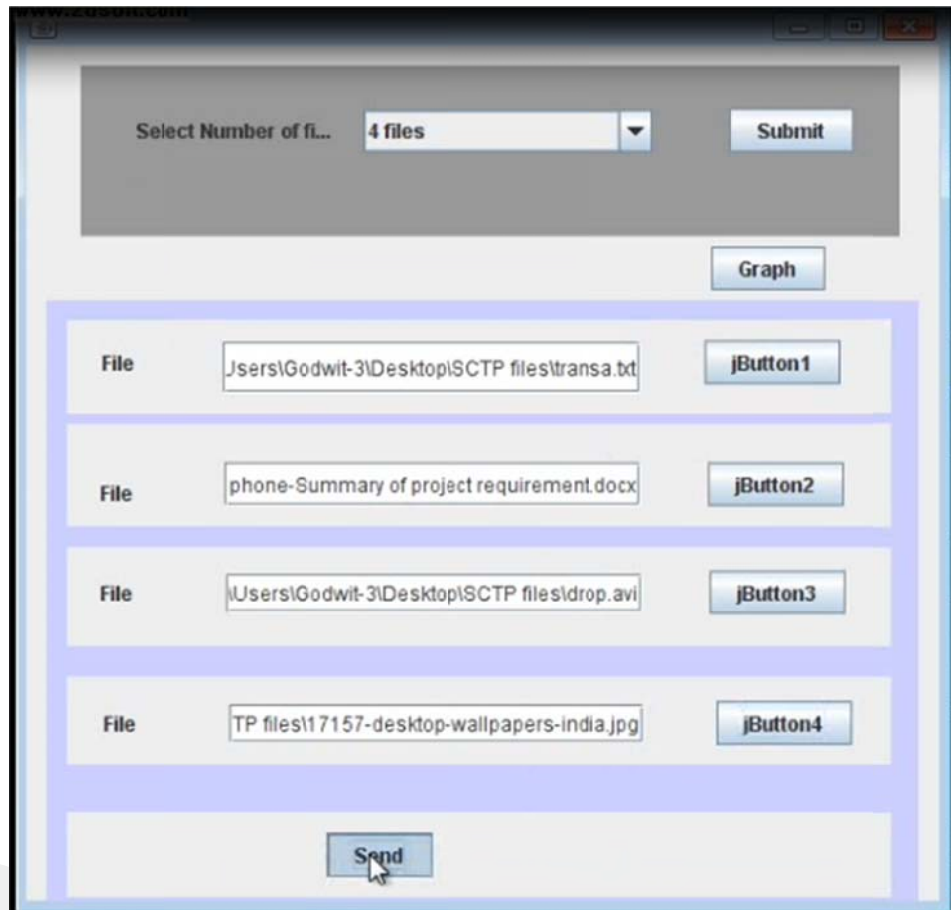 Select Number of fi... 4 files Submit
Graph
File Users\Godwit-3\Desktop\SCTP files\transa.txt jButton1
File phone-Summary of project requirement.docx jButton2
File \Users\Godwit-3\Desktop\SCTP files\drop.avi jButton3
File TP files\17157-desktop-wallpapers-india.jpg jButton4
Send